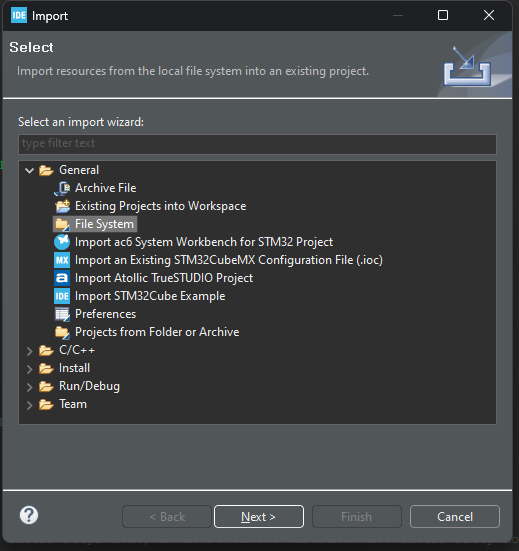 IDE Import
Select
Import resources from the local file system into an existing project.
Select an import wizard:
type filter text
General
Archive File
Existing Projects into Workspace
File System
Import ac6 System Workbench for STM32 Project
MX Import an Existing STM32CubeMX Configuration File (.ioc)
a Import Atollic TrueSTUDIO Project
IDE Import STM32Cube Example
Preferences
Projects from Folder or Archive
C/C++
Install
Run/Debug
Team
? < Back Next > Finish Cancel